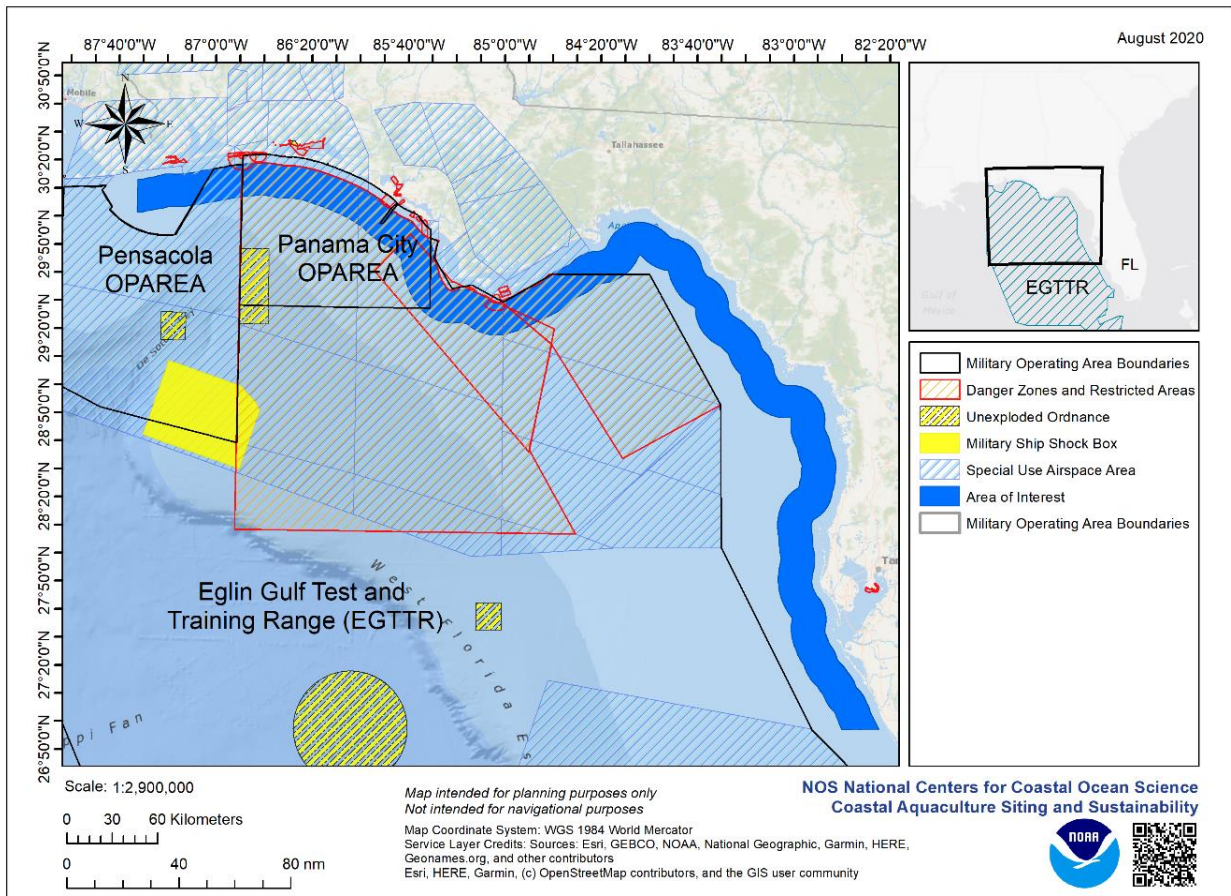 87°40'0"W 87°0'0"W 86°20'0"W 85°40'0"W 85°0'0"W 84°20'0"W 83°40'0"W 83°0'0"W 82°20'0"W
August 2020
30°50'0"N
30°20'0"N
30°0'0"N
29°50'0"N
29°20'0"N
28°50'0"N
28°20'0"N
27°50'0"N
27°20'0"N
26°50'0"N
Mobile
N
W E
S
Tallahassee
Pensacola
OPAREA
Panama City
OPAREA
Eglin Gulf Test and
Training Range (EGTTR)
West Florida Es
ppi Fan
Gulf of
Mexico
FL
EGTTR
Military Operating Area Boundaries
Danger Zones and Restricted Areas
Unexploded Ordnance
Military Ship Shock Box
Special Use Airspace Area
Area of Interest
Military Operating Area Boundaries
Scale: 1:2,900,000
0 30 60 Kilometers
0 40 80 nm
Map intended for planning purposes only
Not intended for navigational purposes
Map Coordinate System: WGS 1984 World Mercator
Service Layer Credits: Sources: Esri, GEBCO, NOAA, National Geographic, Garmin, HERE,
Geonames.org, and other contributors
Esri, HERE, Garmin, (c) OpenStreetMap contributors, and the GIS user community
NOS National Centers for Coastal Ocean Science
Coastal Aquaculture Siting and Sustainability
NOAA